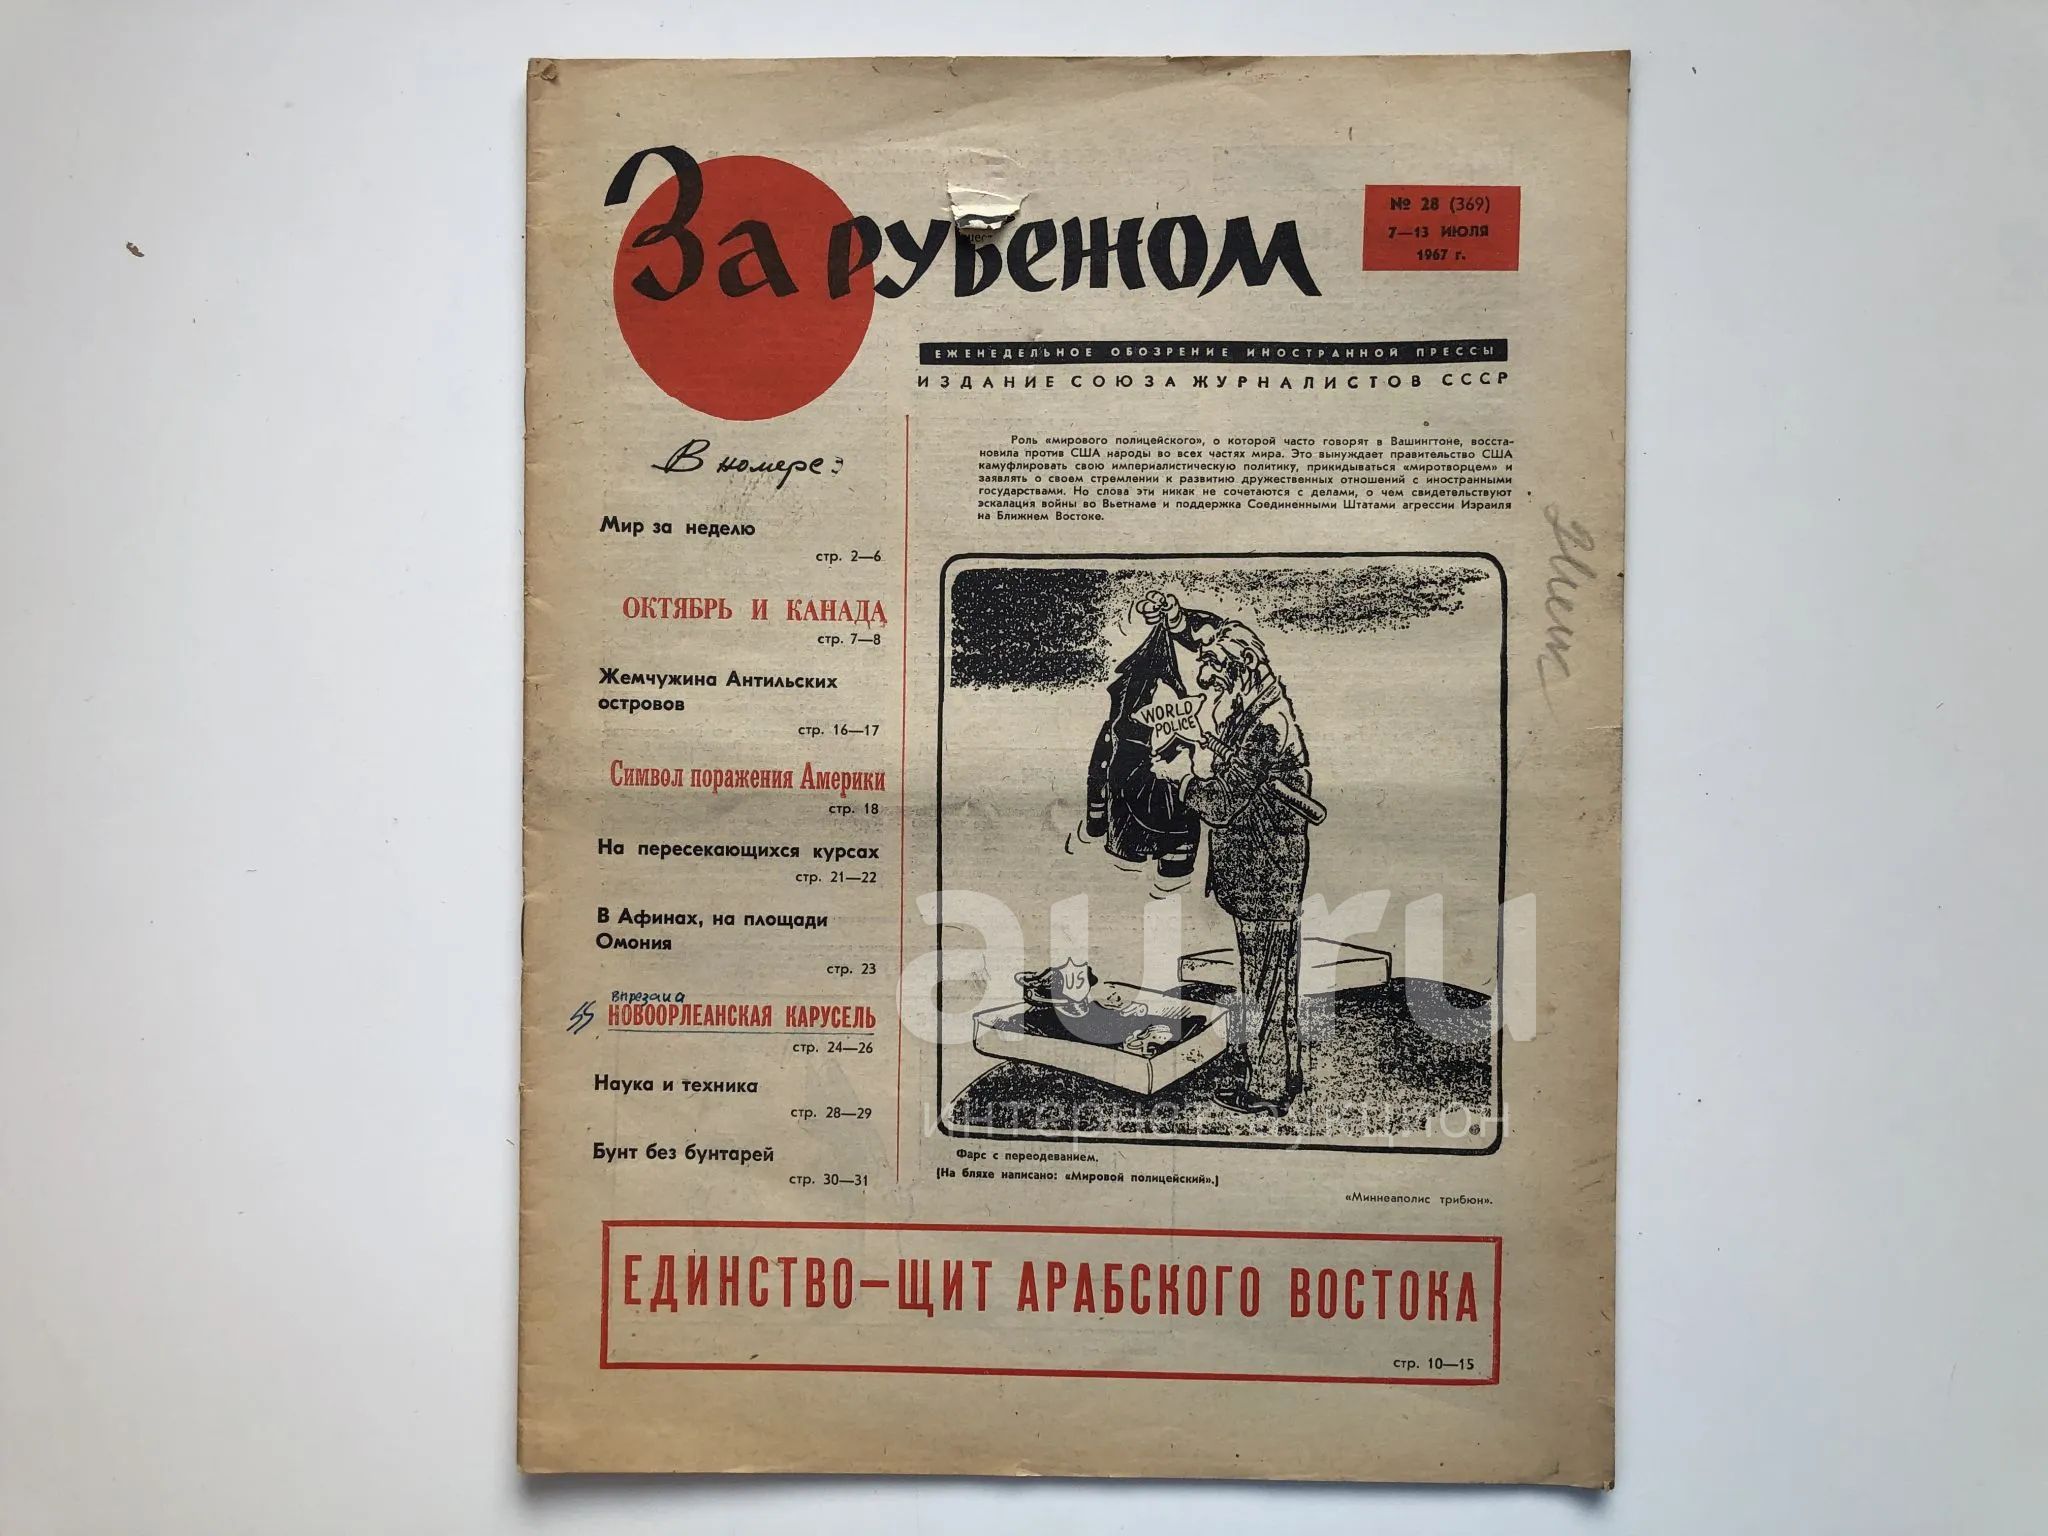 За рубежом
№ 28 (369)
7—13 ИЮЛЯ
1967 г.
ЕЖЕНЕДЕЛЬНОЕ ОБОЗРЕНИЕ ИНОСТРАННОЙ ПРЕССЫ
ИЗДАНИЕ СОЮЗА ЖУРНАЛИСТОВ СССР
В номере:
Мир за неделю
стр. 2—6
ОКТЯБРЬ И КАНАДА
стр. 7—8
Жемчужина Антильских
островов
стр. 16—17
Символ поражения Америки
стр. 18
На пересекающихся курсах
стр. 21—22
В Афинах, на площади
Омония
стр. 23
вырезана
НОВООРЛЕАНСКАЯ КАРУСЕЛЬ
стр. 24—26
Наука и техника
стр. 28—29
Бунт без бунтарей
стр. 30—31
Роль «мирового полицейского», о которой часто говорят в Вашингтоне, восста-
новила против США народы во всех частях мира. Это вынуждает правительство США
камуфлировать свою империалистическую политику, прикидываться «миротворцем» и
заявлять о своем стремлении к развитию дружественных отношений с иностранными
государствами. Но слова эти никак не сочетаются с делами, о чем свидетельствуют
эскалация войны во Вьетнаме и поддержка Соединенными Штатами агрессии Израиля
на Ближнем Востоке.
WORLD
POLICE
US
Фарс с переодеванием.
(На бляхе написано: «Мировой полицейский».)
«Миннеаполис трибюн».
ЕДИНСТВО—ЩИТ АРАБСКОГО ВОСТОКА
стр. 10—15
au.ru
интернет-аукцион